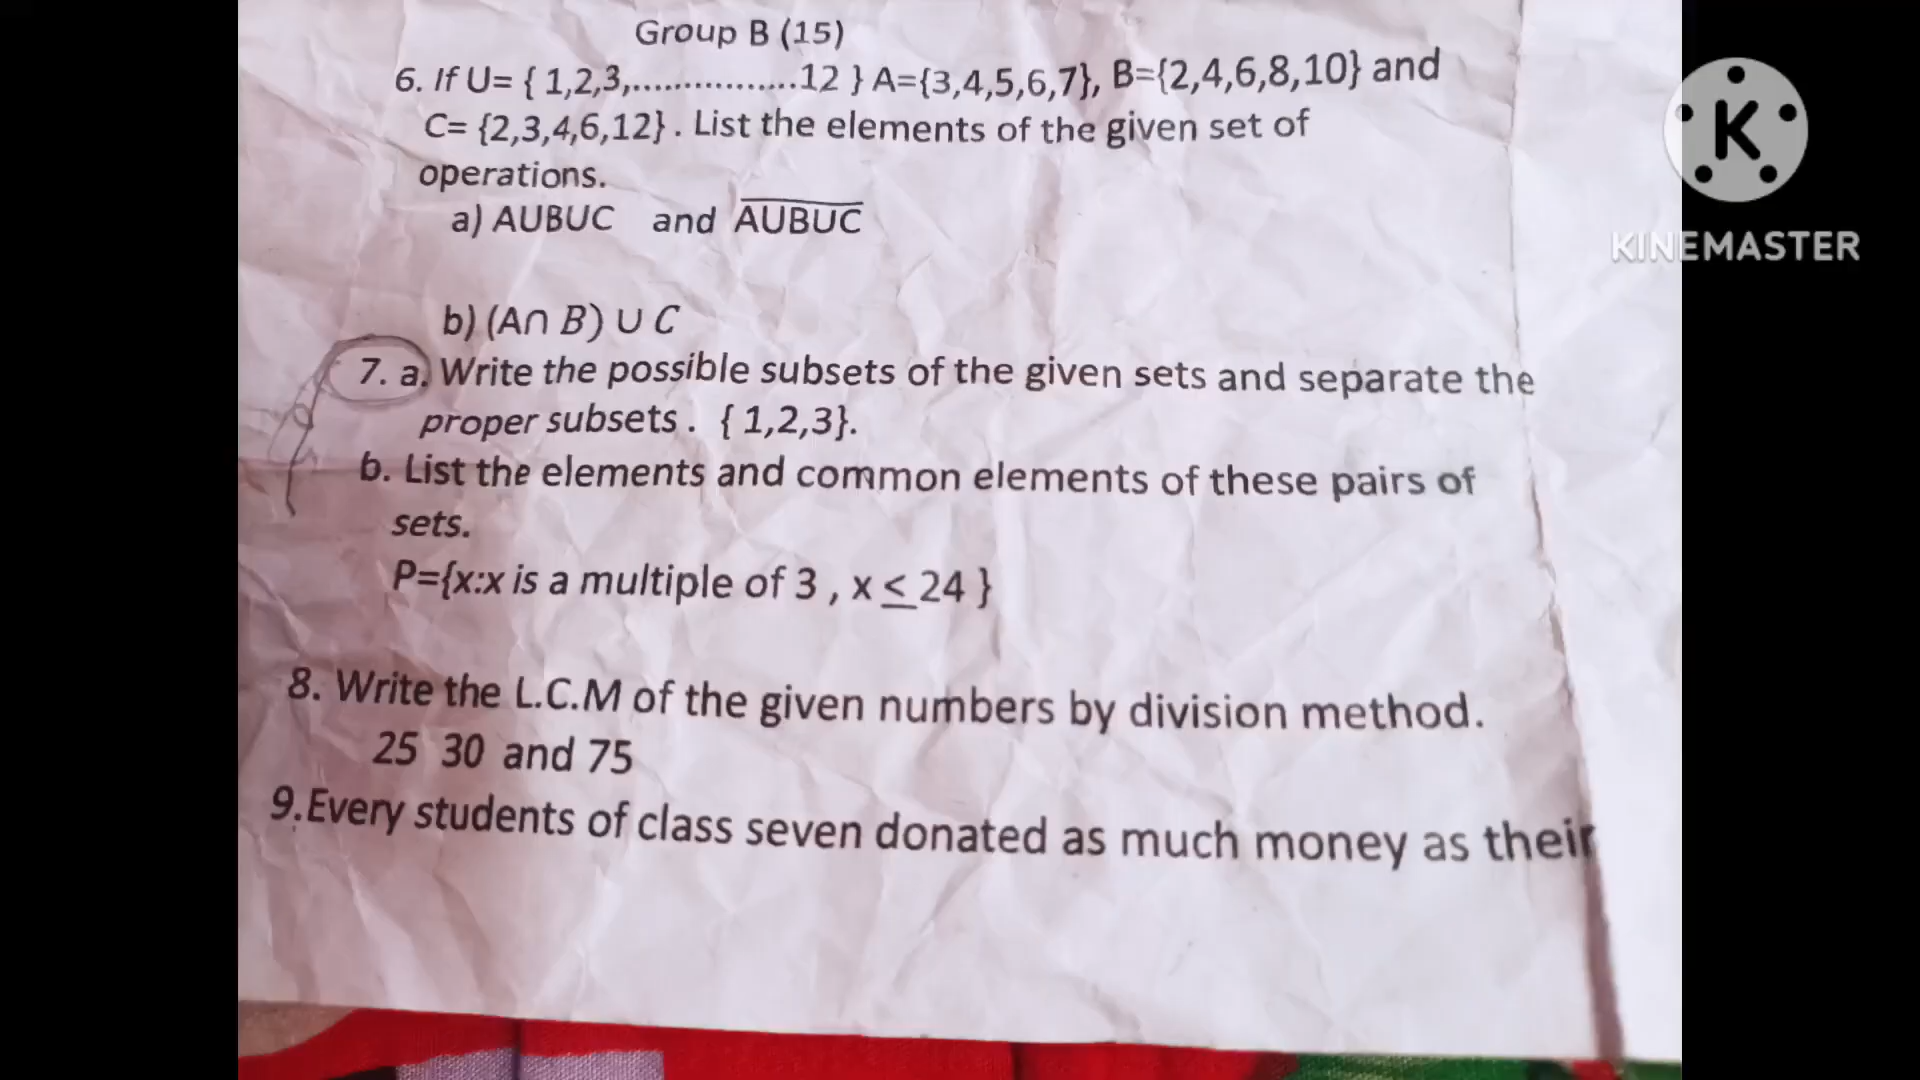 Group B (15)
6. If U= { 1,2,3,................12 } A={3,4,5,6,7}, B={2,4,6,8,10} and
C= {2,3,4,6,12} . List the elements of the given set of
operations.
a) AUBUC and A̅U̅B̅U̅C̅
b) (A∩ B) ∪ C
7. a. Write the possible subsets of the given sets and separate the
proper subsets . { 1,2,3}.
b. List the elements and common elements of these pairs of
sets.
P={x:x is a multiple of 3 , x ≤ 24 }
8. Write the L.C.M of the given numbers by division method.
25 30 and 75
9.Every students of class seven donated as much money as their
K
KINEMASTER